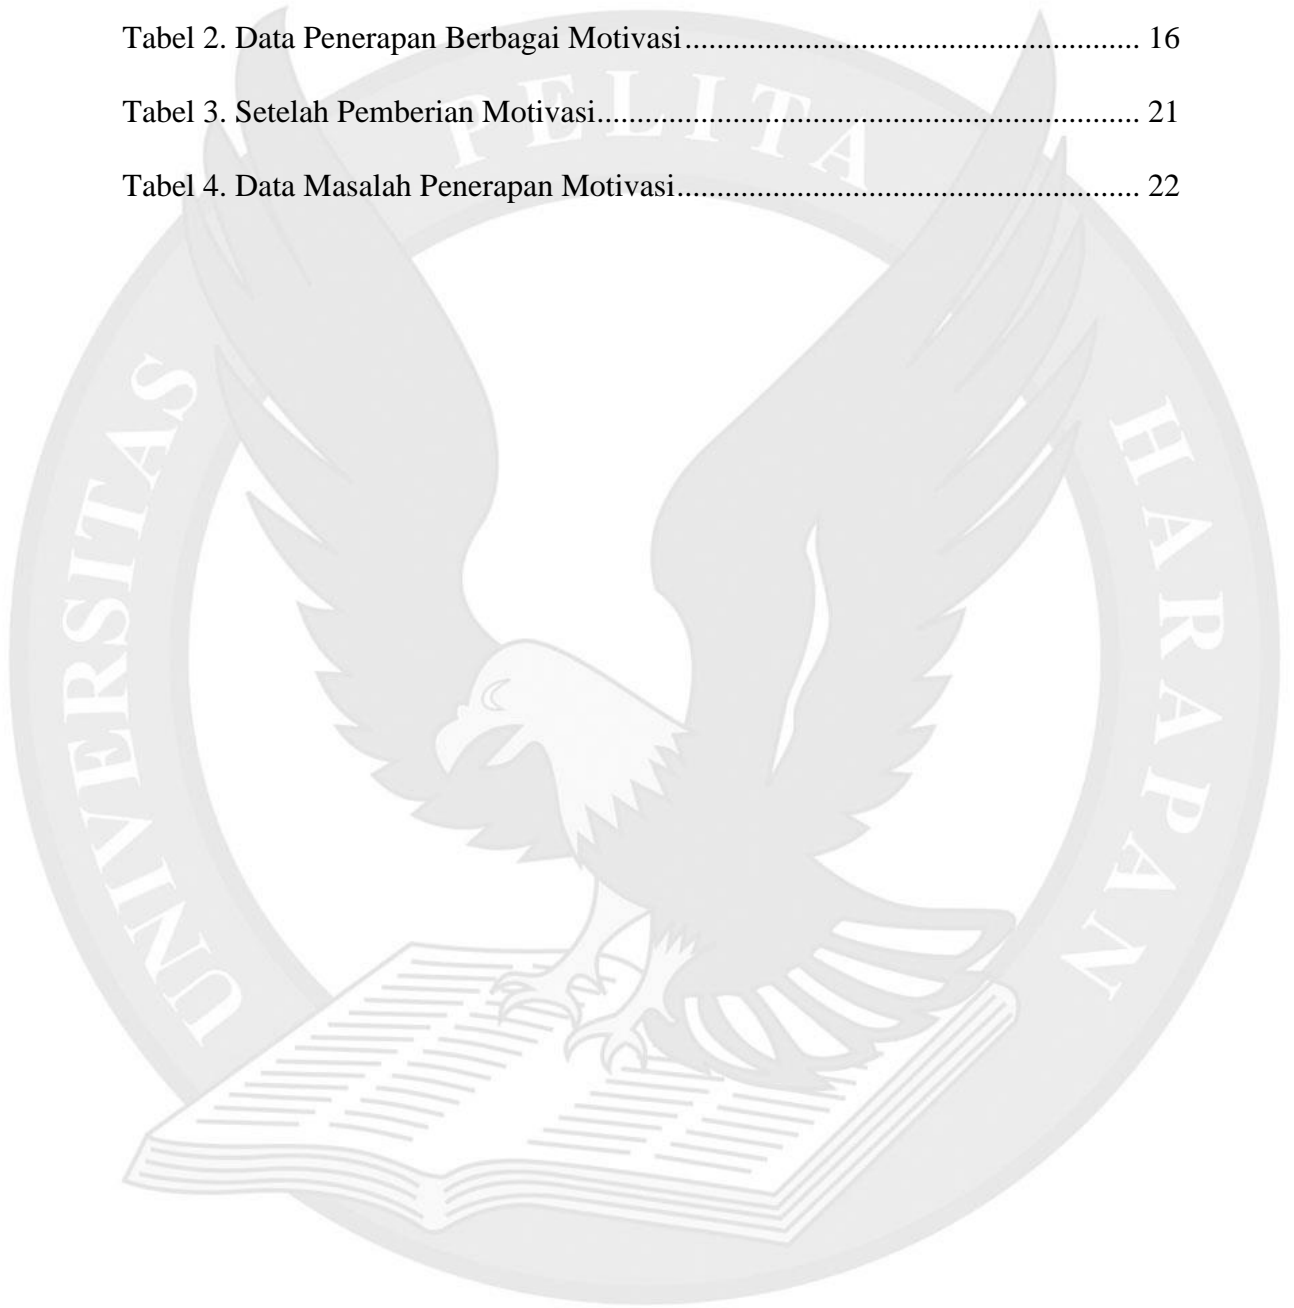 Tabel 2. Data Penerapan Berbagai Motivasi....................................................... 16
Tabel 3. Setelah Pemberian Motivasi.................................................................. 21
Tabel 4. Data Masalah Penerapan Motivasi........................................................ 22
UNIVERSITAS PELITA HARAPAN